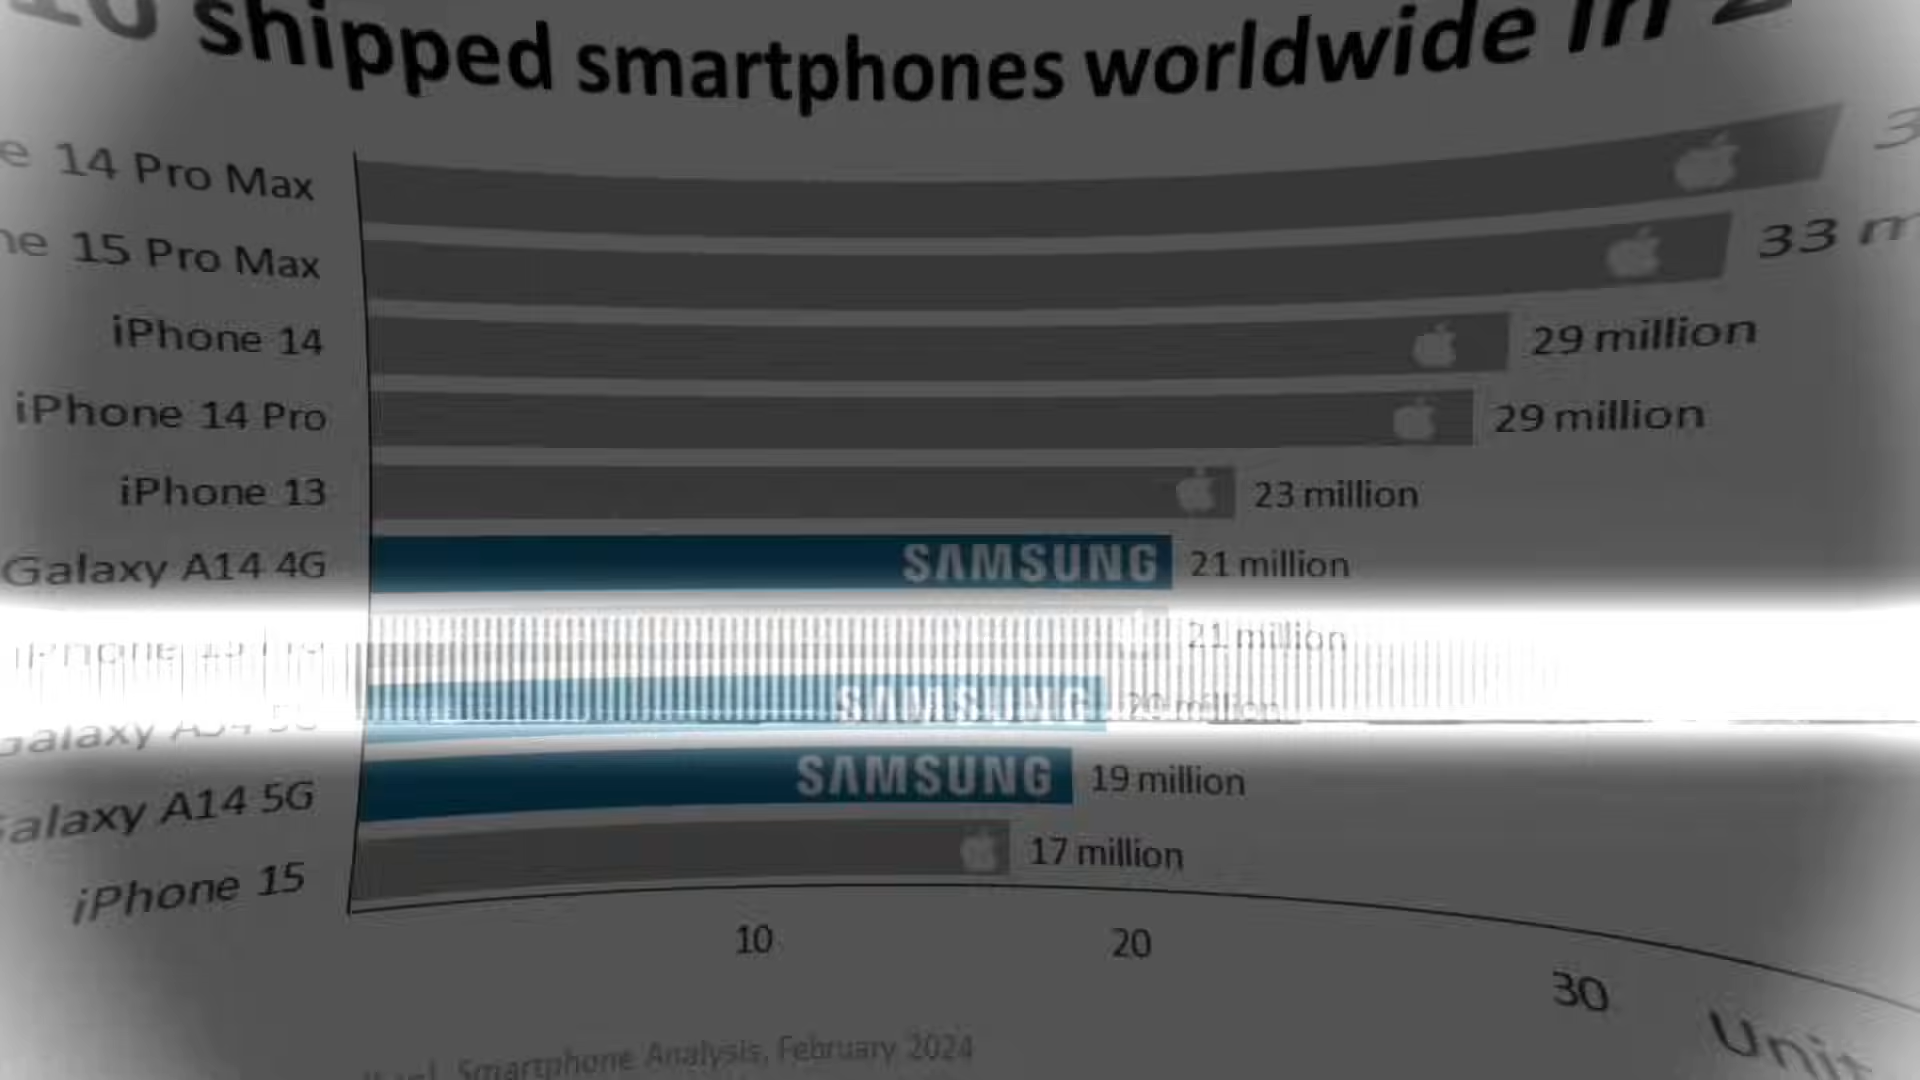 shipped smartphones worldwide in
14 Pro Max
15 Pro Max 33
iPhone 14 29 million
iPhone 14 Pro 29 million
iPhone 13 23 million
Galaxy A14 4G SAMSUNG 21 million
21 million
SAMSUNG 20 million
Galaxy A14 5G SAMSUNG 19 million
iPhone 15 17 million
10 20 30
Smartphone Analysis, February 2024